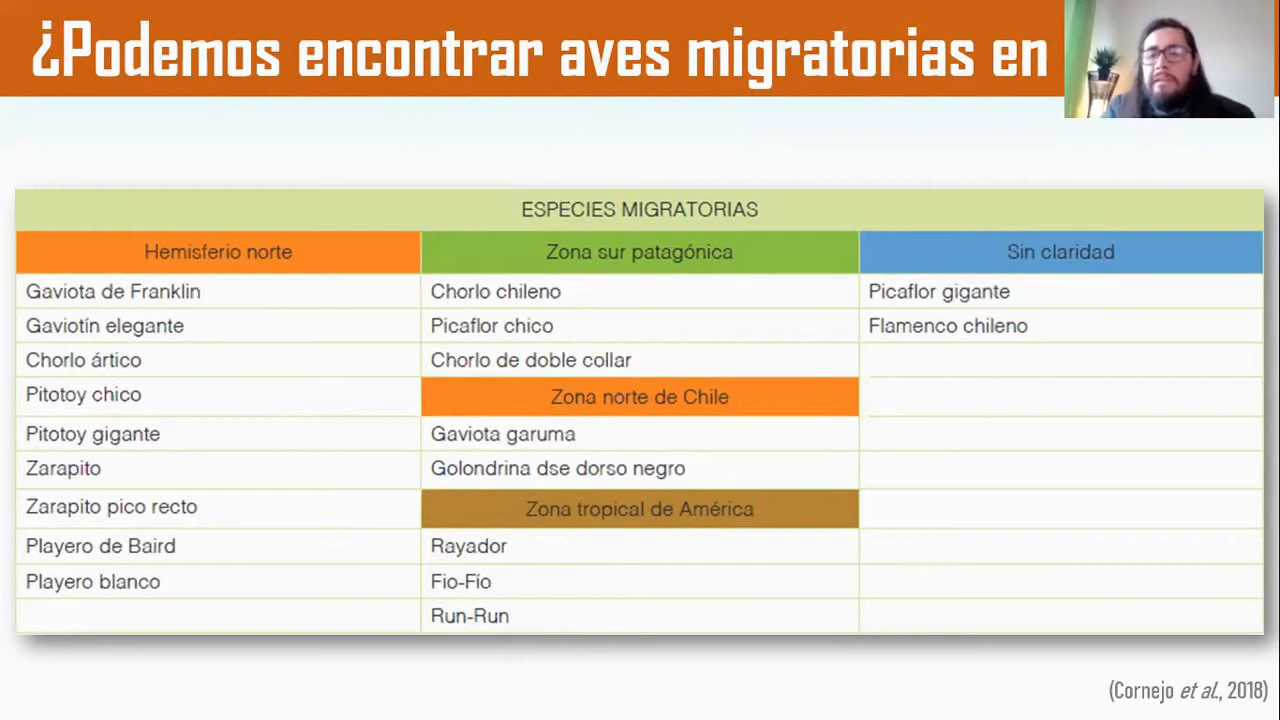 ¿Podemos encontrar aves migratorias en
ESPECIES MIGRATORIAS
Hemisferio norte Zona sur patagónica Sin claridad
Gaviota de Franklin Chorlo chileno Picaflor gigante
Gaviotín elegante Picaflor chico Flamenco chileno
Chorlo ártico Chorlo de doble collar
Pitotoy chico Zona norte de Chile
Pitotoy gigante Gaviota garuma
Zarapito Golondrina dse dorso negro
Zarapito pico recto Zona tropical de América
Playero de Baird Rayador
Playero blanco Fio-Fío
Run-Run
(Cornejo et al., 2018)